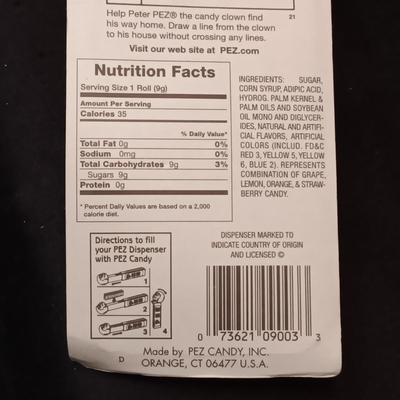 Help Peter PEZ® the candy clown find
his way home. Draw a line from the clown
to his house without crossing any lines.
21
Visit our web site at PEZ.com
Nutrition Facts
Serving Size 1 Roll (9g)
Amount Per Serving
Calories 35
% Daily Value*
Total Fat 0g 0%
Sodium 0mg 0%
Total Carbohydrates 9g 3%
Sugars 9g
Protein 0g
* Percent Daily Values are based on a 2,000
calorie diet.
INGREDIENTS: SUGAR,
CORN SYRUP, ADIPIC ACID,
HYDROG. PALM KERNEL &
PALM OILS AND SOYBEAN
OIL MONO AND DIGLYCER-
IDES, NATURAL AND ARTIFI-
CIAL FLAVORS, ARTIFICIAL
COLORS (INCLUD. FD&C
RED 3, YELLOW 5, YELLOW
6, BLUE 2). REPRESENTS
COMBINATION OF GRAPE,
LEMON, ORANGE, & STRAW-
BERRY CANDY.
DISPENSER MARKED TO
INDICATE COUNTRY OF ORIGIN
AND LICENSED ©
Directions to fill
your PEZ Dispenser
with PEZ Candy
1
2
3
4
0 73621 09003 3
D
Made by PEZ CANDY, INC.
ORANGE, CT 06477 U.S.A.